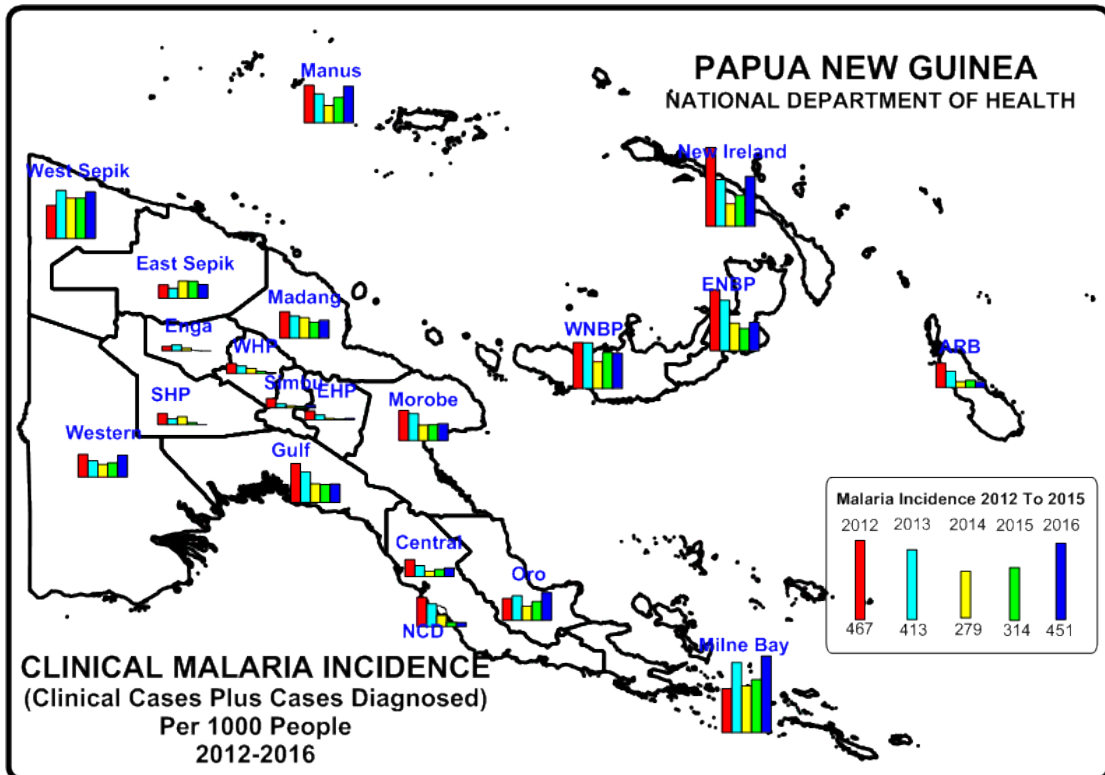 PAPUA NEW GUINEA
NATIONAL DEPARTMENT OF HEALTH
Manus
New Ireland
West Sepik
East Sepik
ENBP
Madang
WNBP
Enga
WHP
ARB
Simbu
EHP
SHP
Morobe
Western
Gulf
Central
Oro
NCD
Milne Bay
Malaria Incidence 2012 To 2015
2012 2013 2014 2015 2016
467 413 279 314 451
CLINICAL MALARIA INCIDENCE
(Clinical Cases Plus Cases Diagnosed)
Per 1000 People
2012-2016